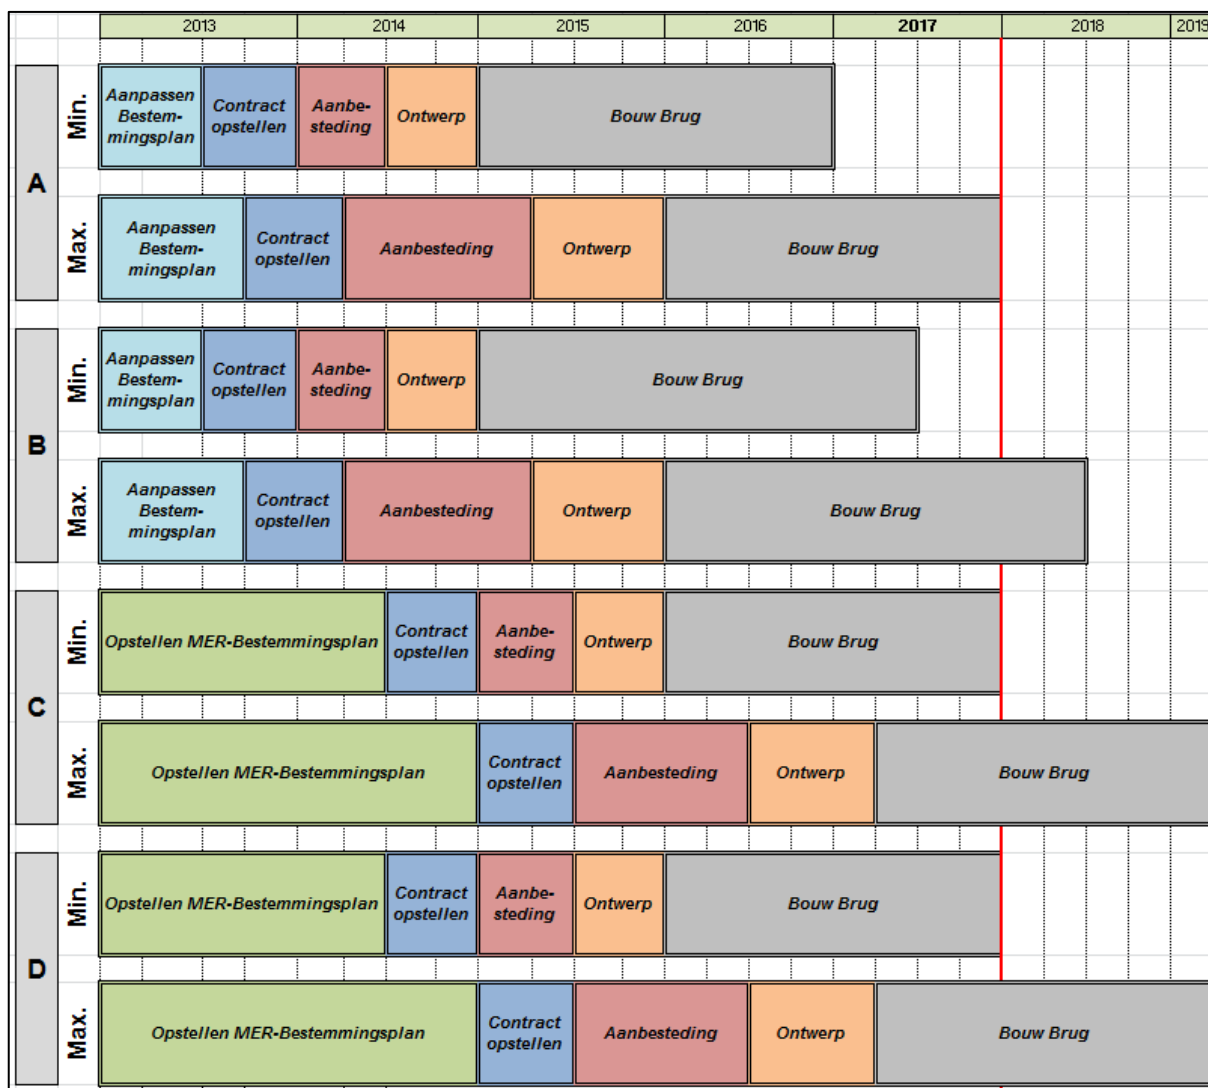 2013 2014 2015 2016 2017 2018 2019
A
Min.
Aanpassen
Bestem-
mingsplan
Contract
opstellen
Aanbe-
steding
Ontwerp
Bouw Brug
Max.
Aanpassen
Bestem-
mingsplan
Contract
opstellen
Aanbesteding
Ontwerp
Bouw Brug
B
Min.
Aanpassen
Bestem-
mingsplan
Contract
opstellen
Aanbe-
steding
Ontwerp
Bouw Brug
Max.
Aanpassen
Bestem-
mingsplan
Contract
opstellen
Aanbesteding
Ontwerp
Bouw Brug
C
Min.
Opstellen MER-Bestemmingsplan
Contract
opstellen
Aanbe-
steding
Ontwerp
Bouw Brug
Max.
Opstellen MER-Bestemmingsplan
Contract
opstellen
Aanbesteding
Ontwerp
Bouw Brug
D
Min.
Opstellen MER-Bestemmingsplan
Contract
opstellen
Aanbe-
steding
Ontwerp
Bouw Brug
Max.
Opstellen MER-Bestemmingsplan
Contract
opstellen
Aanbesteding
Ontwerp
Bouw Brug